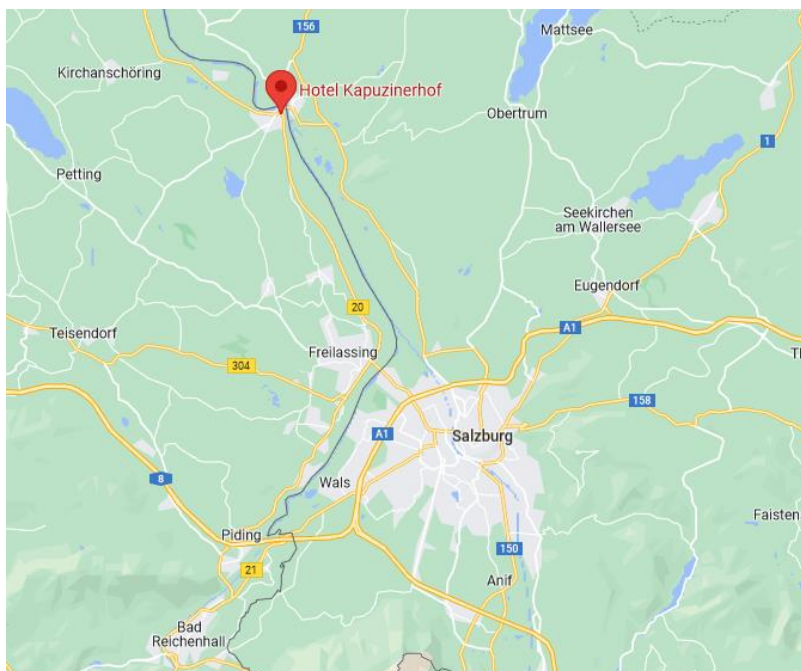 156
Mattsee
Kirchanschöring
Hotel Kapuzinerhof
Obertrum
1
Petting
Seekirchen
am Wallersee
Eugendorf
20
Teisendorf
A1
Freilassing
Th
304
158
A1
Salzburg
8
Wals
Faisten
Piding
150
21
Anif
Bad
Reichenhall